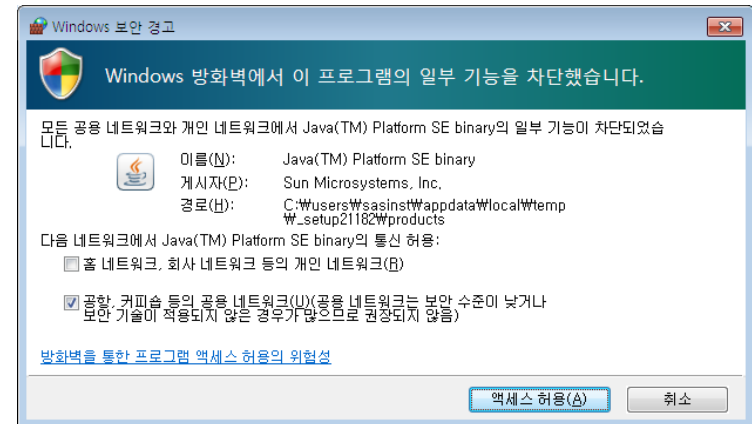 Windows 보안 경고
Windows 방화벽에서 이 프로그램의 일부 기능을 차단했습니다.
모든 공용 네트워크와 개인 네트워크에서 Java(TM) Platform SE binary의 일부 기능이 차단되었습
니다.
이름(N): Java(TM) Platform SE binary
게시자(P): Sun Microsystems, Inc.
경로(H): C:₩users₩sasinst₩appdata₩local₩temp
₩_setup21182₩products
다음 네트워크에서 Java(TM) Platform SE binary의 통신 허용:
홈 네트워크, 회사 네트워크 등의 개인 네트워크(R)
공항, 커피숍 등의 공용 네트워크(U)(공용 네트워크는 보안 수준이 낮거나
보안 기술이 적용되지 않은 경우가 많으므로 권장되지 않음)
방화벽을 통한 프로그램 액세스 허용의 위험성
액세스 허용(A) 취소